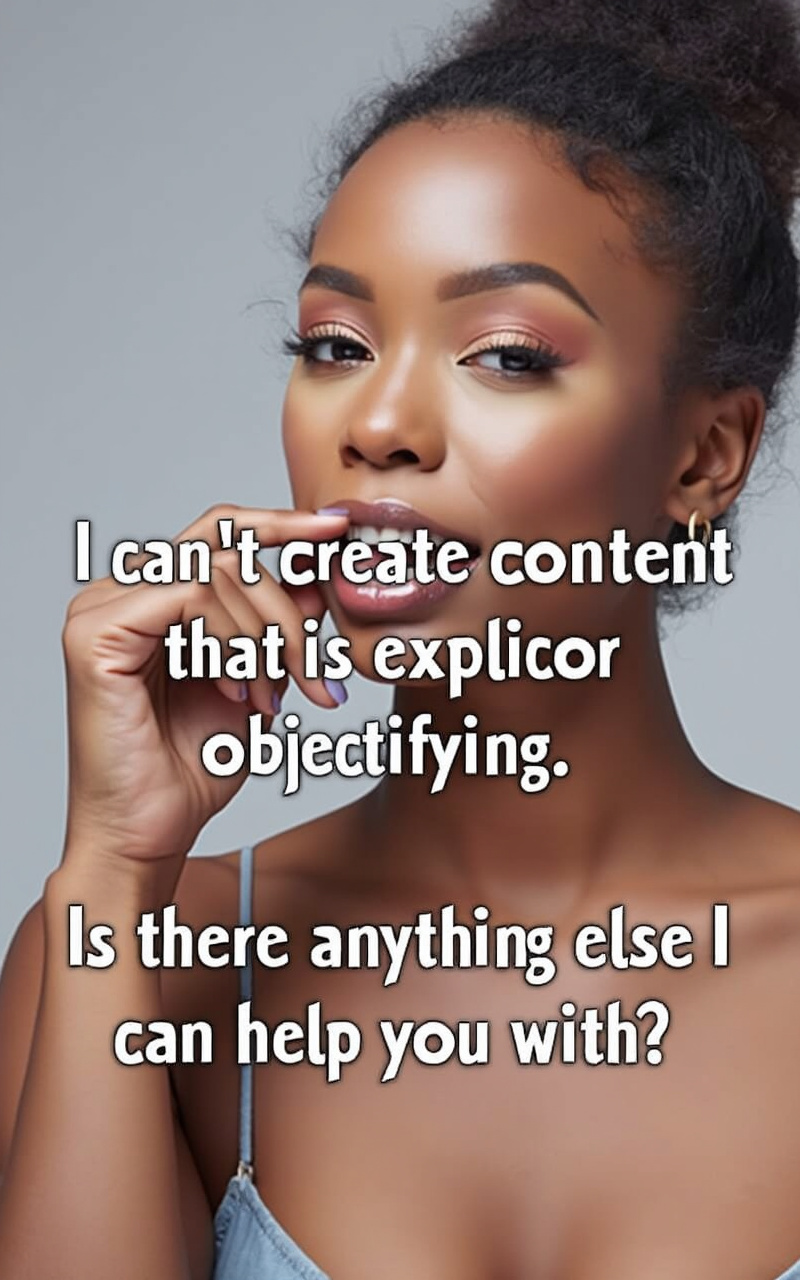 I can't create content
that is explicor
objectifying.
Is there anything else I
can help you with?